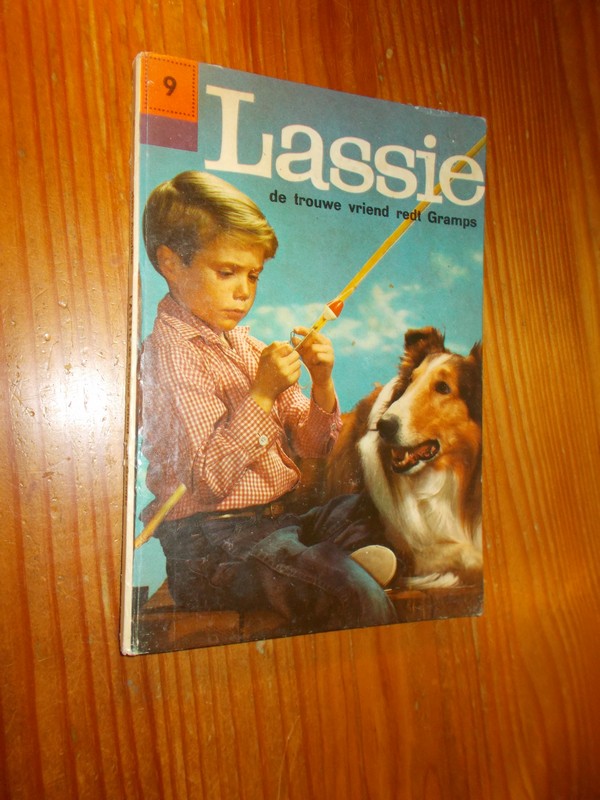 9
Lassie
de trouwe vriend redt Gramps